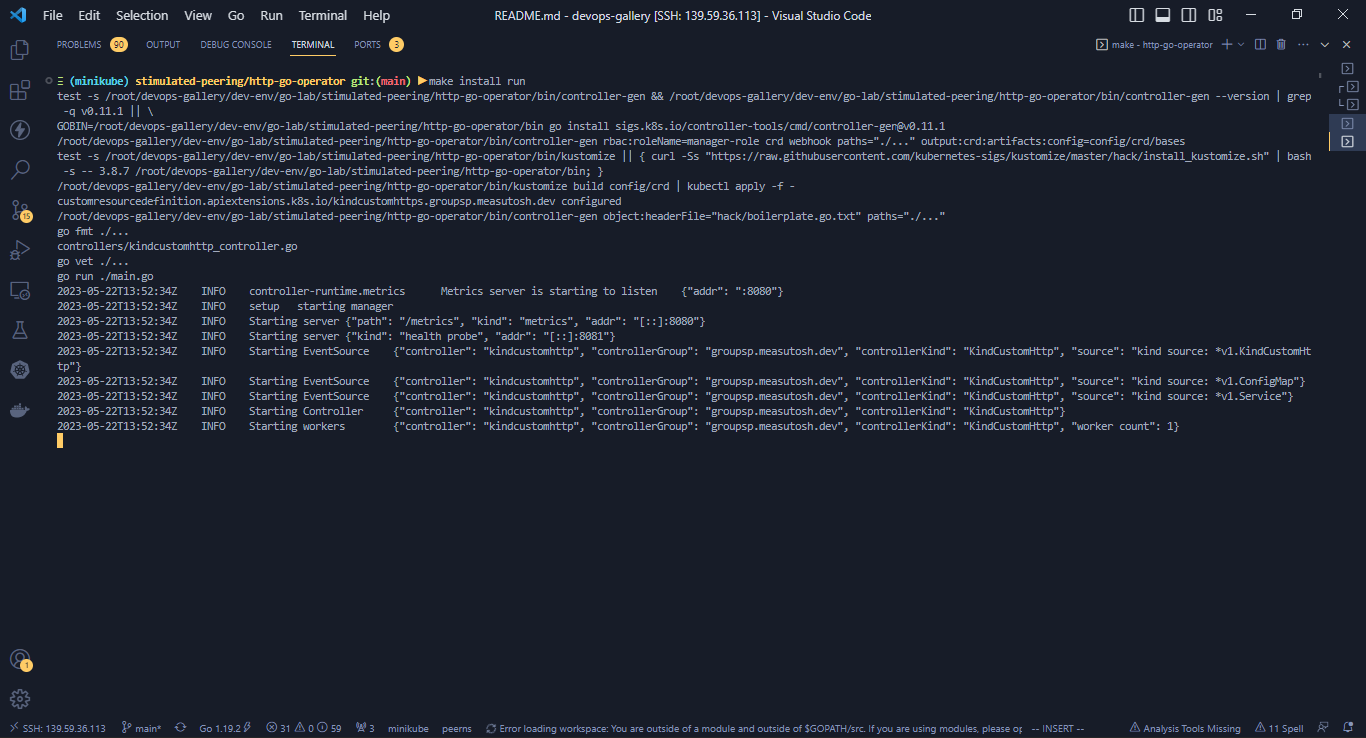 File Edit Selection View Go Run Terminal Help README.md - devops-gallery [SSH: 139.59.36.113] - Visual Studio Code
PROBLEMS 90 OUTPUT DEBUG CONSOLE TERMINAL PORTS 3 make - http-go-operator
(minikube) stimulated-peering/http-go-operator git:(main) make install run
test -s /root/devops-gallery/dev-env/go-lab/stimulated-peering/http-go-operator/bin/controller-gen && /root/devops-gallery/dev-env/go-lab/stimulated-peering/http-go-operator/bin/controller-gen --version | grep
-q v0.11.1 || \
GOBIN=/root/devops-gallery/dev-env/go-lab/stimulated-peering/http-go-operator/bin go install sigs.k8s.io/controller-tools/cmd/controller-gen@v0.11.1
/root/devops-gallery/dev-env/go-lab/stimulated-peering/http-go-operator/bin/controller-gen rbac:roleName=manager-role crd webhook paths="./..." output:crd:artifacts:config=config/crd/bases
test -s /root/devops-gallery/dev-env/go-lab/stimulated-peering/http-go-operator/bin/kustomize || { curl -Ss "https://raw.githubusercontent.com/kubernetes-sigs/kustomize/master/hack/install_kustomize.sh" | bash
-s -- 3.8.7 /root/devops-gallery/dev-env/go-lab/stimulated-peering/http-go-operator/bin; }
/root/devops-gallery/dev-env/go-lab/stimulated-peering/http-go-operator/bin/kustomize build config/crd | kubectl apply -f -
customresourcedefinition.apiextensions.k8s.io/kindcustomhttps.groupsp.measutosh.dev configured
/root/devops-gallery/dev-env/go-lab/stimulated-peering/http-go-operator/bin/controller-gen object:headerFile="hack/boilerplate.go.txt" paths="./..."
go fmt ./...
controllers/kindcustomhttp_controller.go
go vet ./...
go run ./main.go
2023-05-22T13:52:34Z INFO controller-runtime.metrics Metrics server is starting to listen {"addr": ":8080"}
2023-05-22T13:52:34Z INFO setup starting manager
2023-05-22T13:52:34Z INFO Starting server {"path": "/metrics", "kind": "metrics", "addr": "[::]:8080"}
2023-05-22T13:52:34Z INFO Starting server {"kind": "health probe", "addr": "[::]:8081"}
2023-05-22T13:52:34Z INFO Starting EventSource {"controller": "kindcustomhttp", "controllerGroup": "groupsp.measutosh.dev", "controllerKind": "KindCustomHttp", "source": "kind source: *v1.KindCustomHt
tp"}
2023-05-22T13:52:34Z INFO Starting EventSource {"controller": "kindcustomhttp", "controllerGroup": "groupsp.measutosh.dev", "controllerKind": "KindCustomHttp", "source": "kind source: *v1.ConfigMap"}
2023-05-22T13:52:34Z INFO Starting EventSource {"controller": "kindcustomhttp", "controllerGroup": "groupsp.measutosh.dev", "controllerKind": "KindCustomHttp", "source": "kind source: *v1.Service"}
2023-05-22T13:52:34Z INFO Starting Controller {"controller": "kindcustomhttp", "controllerGroup": "groupsp.measutosh.dev", "controllerKind": "KindCustomHttp"}
2023-05-22T13:52:34Z INFO Starting workers {"controller": "kindcustomhttp", "controllerGroup": "groupsp.measutosh.dev", "controllerKind": "KindCustomHttp", "worker count": 1}
15
1
SSH: 139.59.36.113 main* Go 1.19.2 31 0 59 3 minikube peerns Error loading workspace: You are outside of a module and outside of $GOPATH/src. If you are using modules, please op -- INSERT -- Analysis Tools Missing 11 Spell